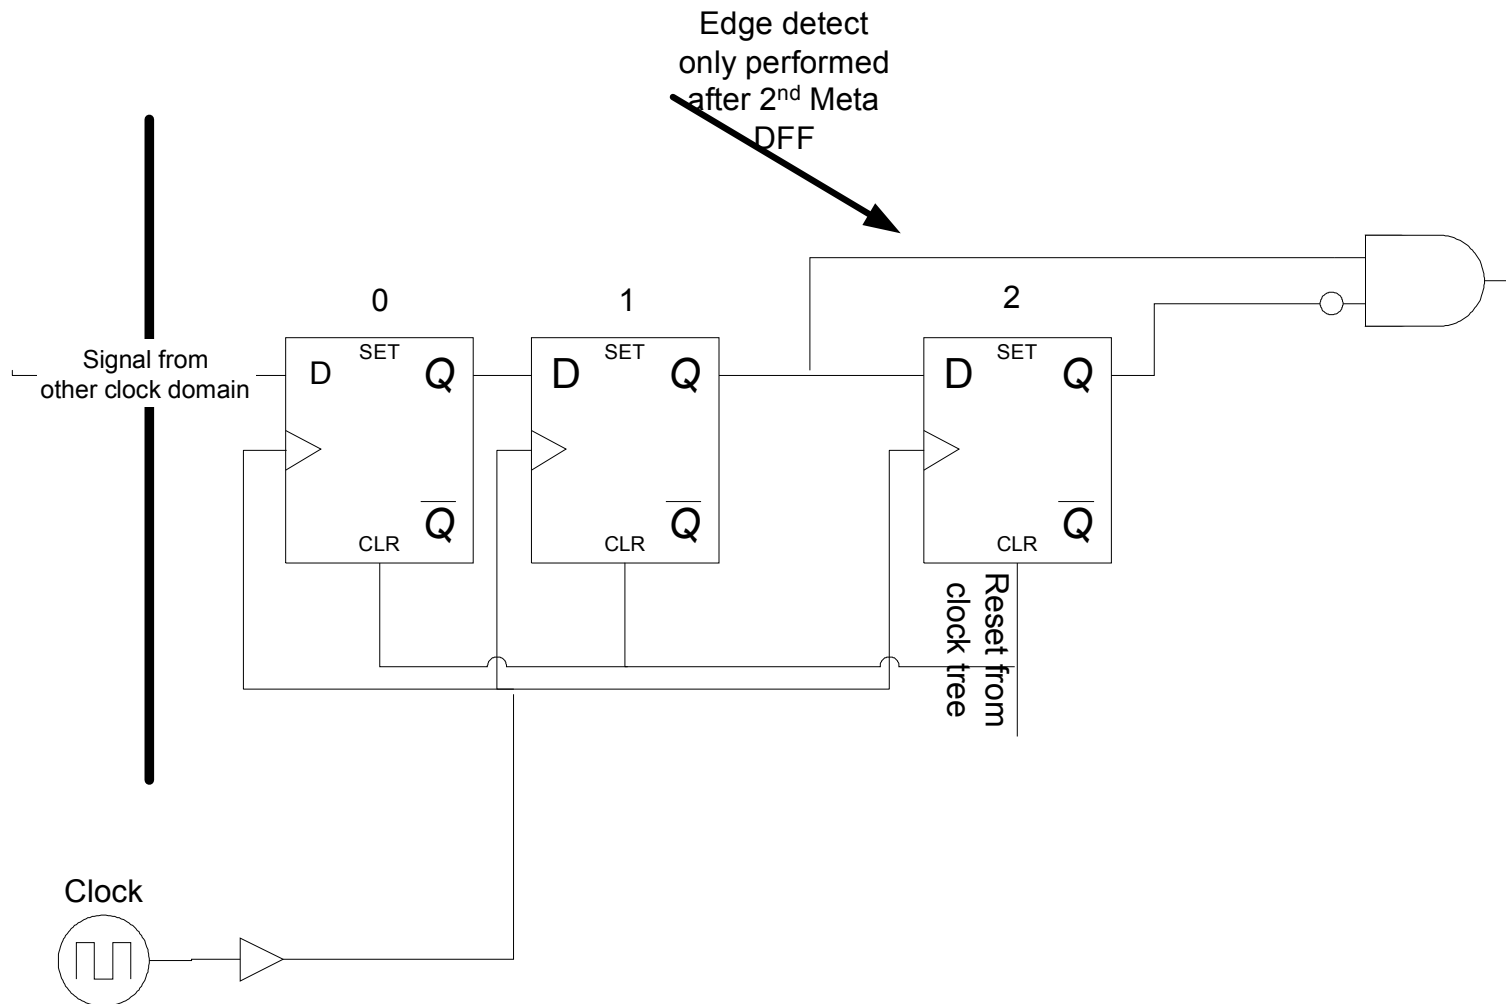 Edge detect
only performed
after 2nd Meta
DFF
0
1
2
Signal from
other clock domain
D
SET
Q
Q
CLR
D
SET
Q
Q
CLR
D
SET
Q
Q
CLR
Reset from
clock tree
Clock